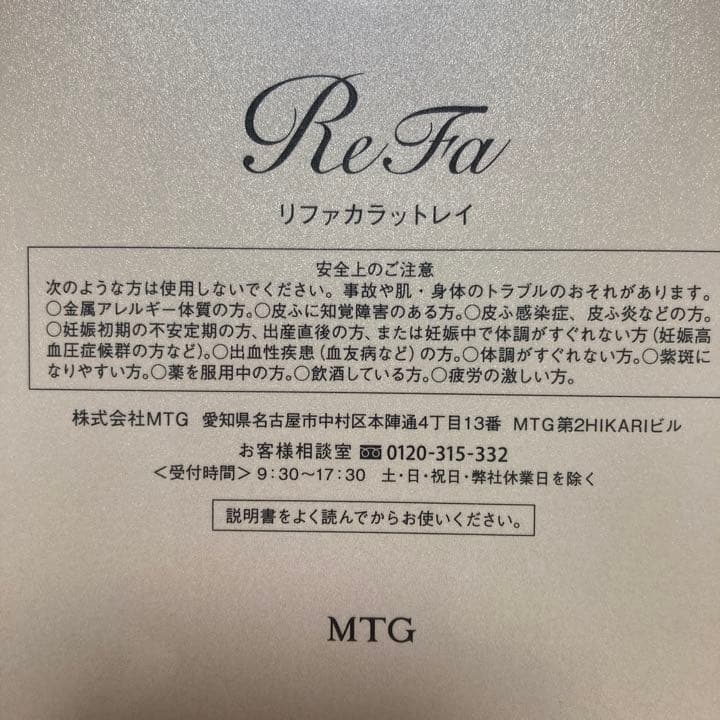 ReFa
リファカラットレイ
安全上のご注意
次のような方は使用しないでください。事故や肌・身体のトラブルのおそれがあります。
○金属アレルギー体質の方。○皮ふに知覚障害のある方。○皮ふ感染症、皮ふ炎などの方。
○妊娠初期の不安定期の方、出産直後の方、または妊娠中で体調がすぐれない方（妊娠高
血圧症候群の方など）。○出血性疾患（血友病など）の方。○体調がすぐれない方。○紫斑に
なりやすい方。○薬を服用中の方。○飲酒している方。○疲労の激しい方。
株式会社MTG 愛知県名古屋市中村区本陣通4丁目13番 MTG第2HIKARIビル
お客様相談室 0120-315-332
＜受付時間＞9：30～17：30 土・日・祝日・弊社休業日を除く
説明書をよく読んでからお使いください。
MTG